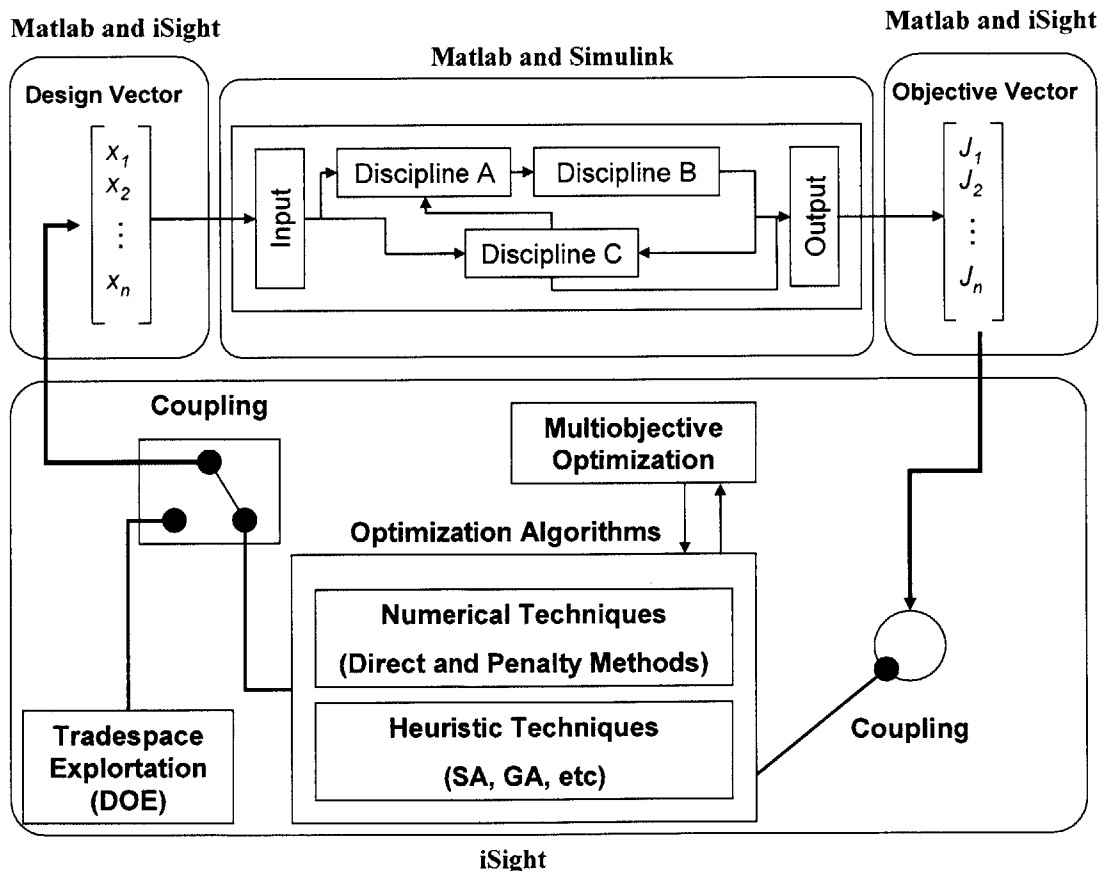 Matlab and iSight
Matlab and Simulink
Matlab and iSight
Design Vector
x1
x2
⋮
xn
Input
Discipline A
Discipline B
Discipline C
Output
Objective Vector
J1
J2
⋮
Jn
Coupling
Multiobjective
Optimization
Optimization Algorithms
Numerical Techniques
(Direct and Penalty Methods)
Heuristic Techniques
(SA, GA, etc)
Tradespace
Explortation
(DOE)
Coupling
iSight